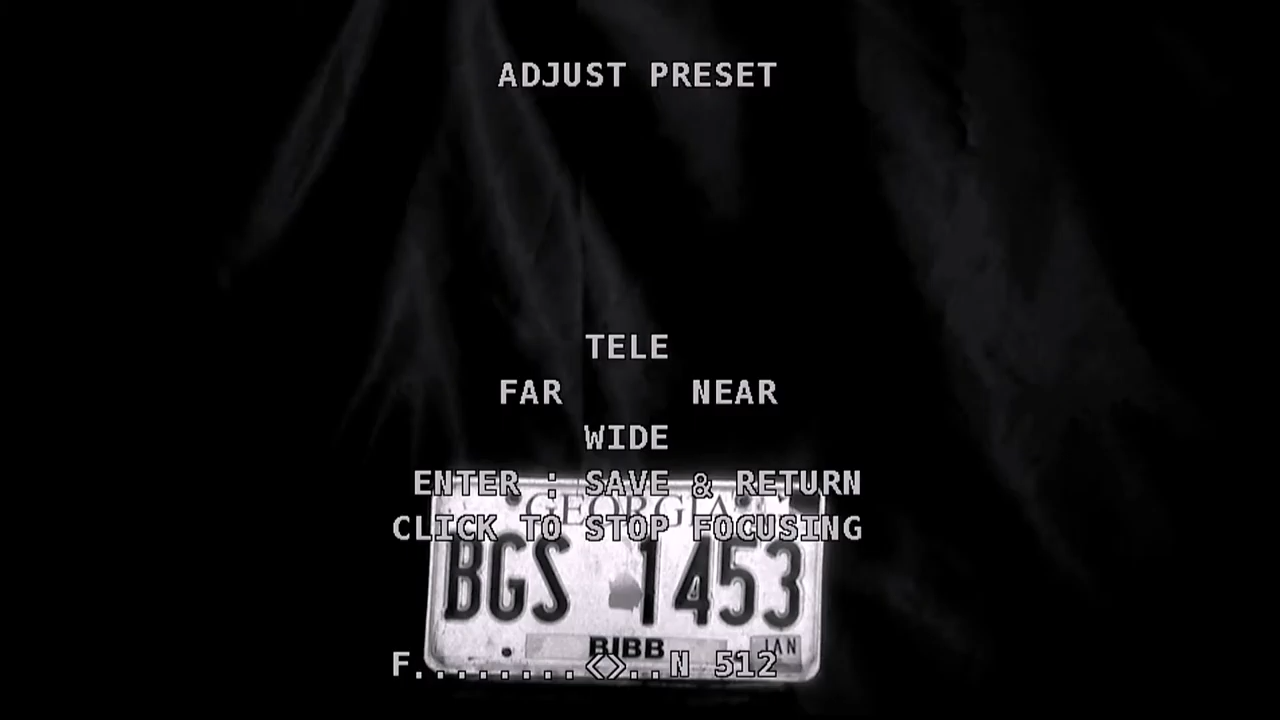 ADJUST PRESET
TELE
FAR NEAR
WIDE
ENTER : SAVE & RETURN
GEORGIA
CLICK TO STOP FOCUSING
BGS 1453
BIBB
JAN
F........<>..N 512